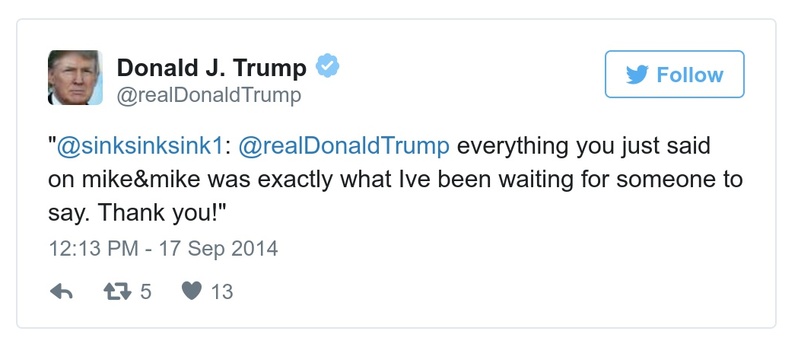 Donald J. Trump
@realDonaldTrump
Follow
"@sinksinksink1: @realDonaldTrump everything you just said
on mike&mike was exactly what Ive been waiting for someone to
say. Thank you!"
12:13 PM - 17 Sep 2014
5 13